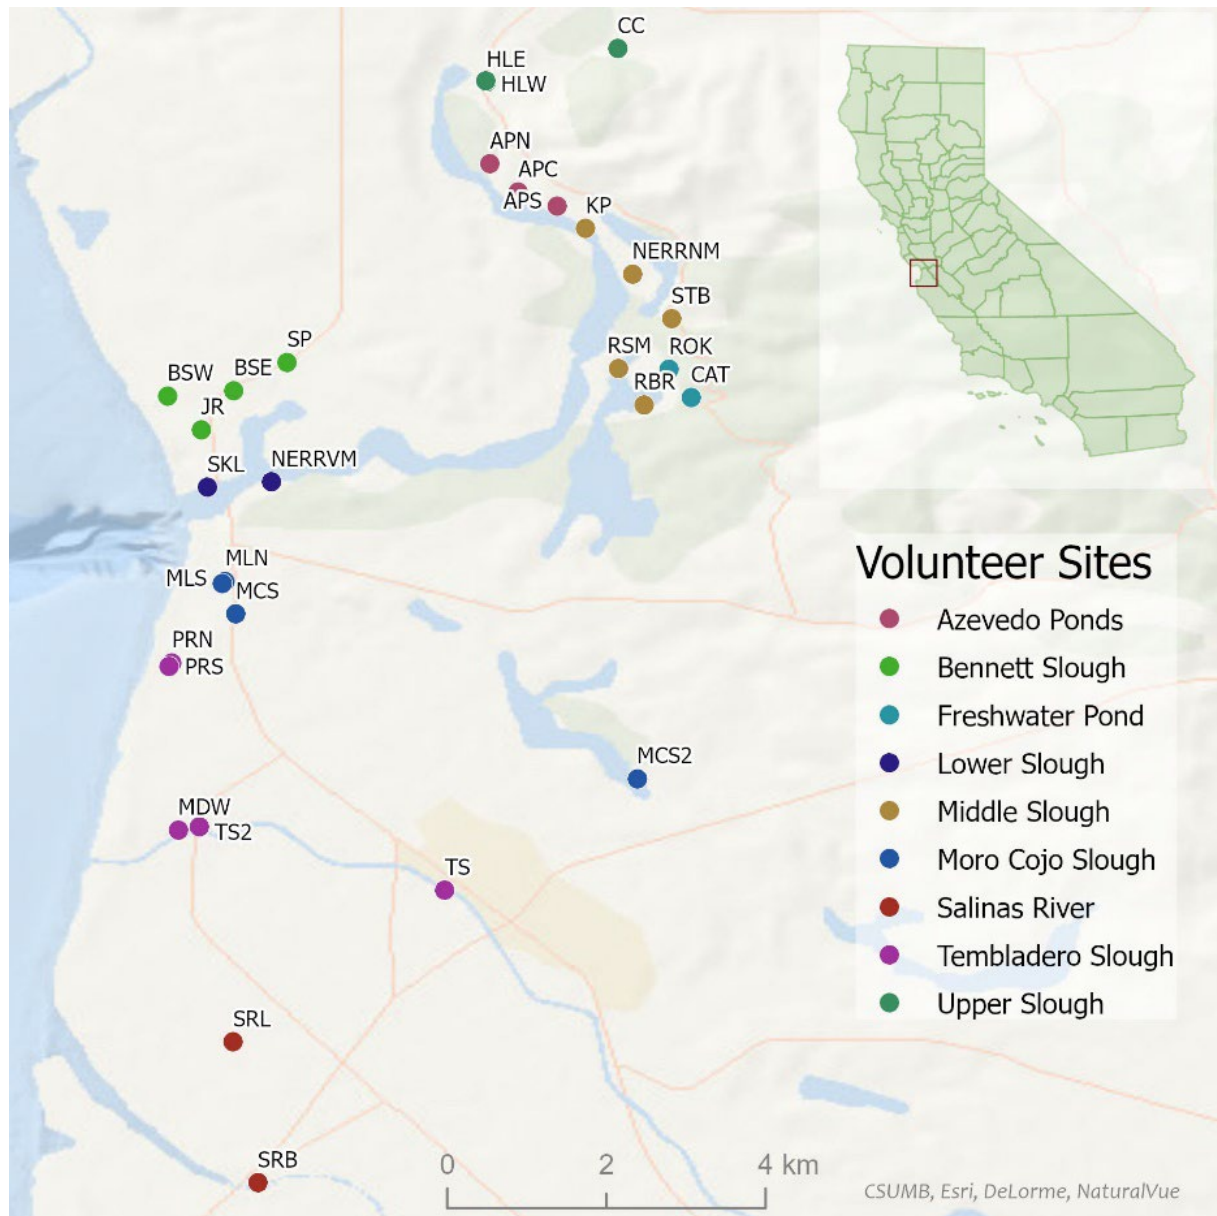 CC
HLE
HLW
APN
APC
APS
KP
NERRNM
STB
SP
RSM
ROK
BSW
BSE
RBR
CAT
JR
SKL
NERRVM
MLN
MLS
MCS
PRN
PRS
MCS2
MDW
TS2
TS
SRL
SRB
Volunteer Sites
Azevedo Ponds
Bennett Slough
Freshwater Pond
Lower Slough
Middle Slough
Moro Cojo Slough
Salinas River
Tembladero Slough
Upper Slough
0 2 4 km
CSUMB, Esri, DeLorme, NaturalVue